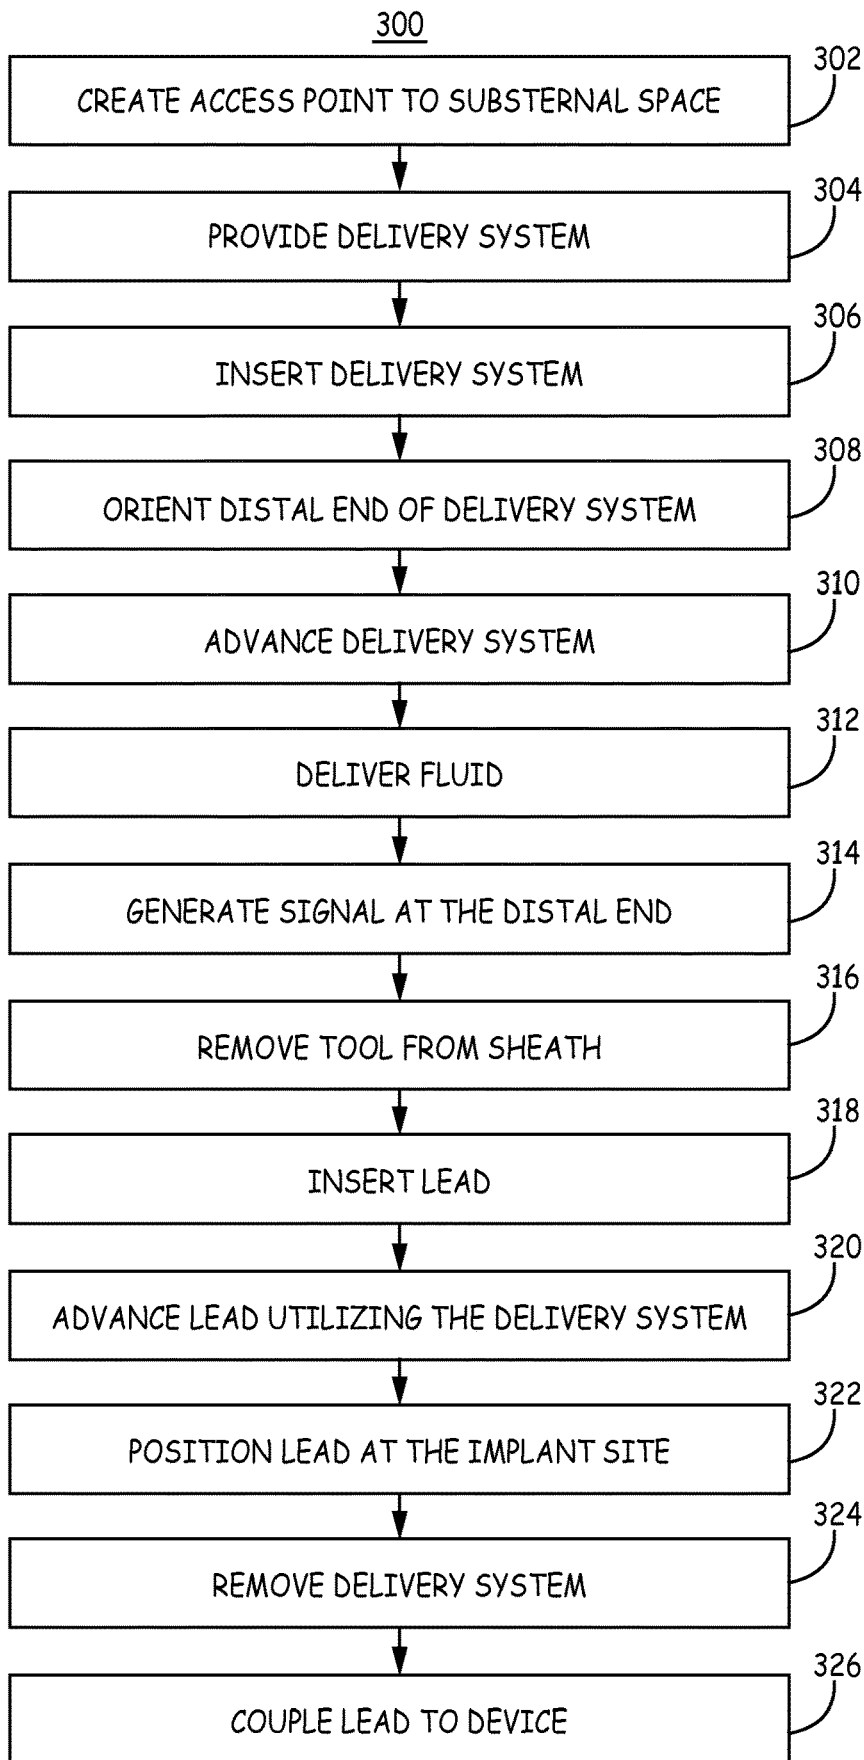 300
302
CREATE ACCESS POINT TO SUBSTERNAL SPACE
304
PROVIDE DELIVERY SYSTEM
306
INSERT DELIVERY SYSTEM
308
ORIENT DISTAL END OF DELIVERY SYSTEM
310
ADVANCE DELIVERY SYSTEM
312
DELIVER FLUID
314
GENERATE SIGNAL AT THE DISTAL END
316
REMOVE TOOL FROM SHEATH
318
INSERT LEAD
320
ADVANCE LEAD UTILIZING THE DELIVERY SYSTEM
322
POSITION LEAD AT THE IMPLANT SITE
324
REMOVE DELIVERY SYSTEM
326
COUPLE LEAD TO DEVICE